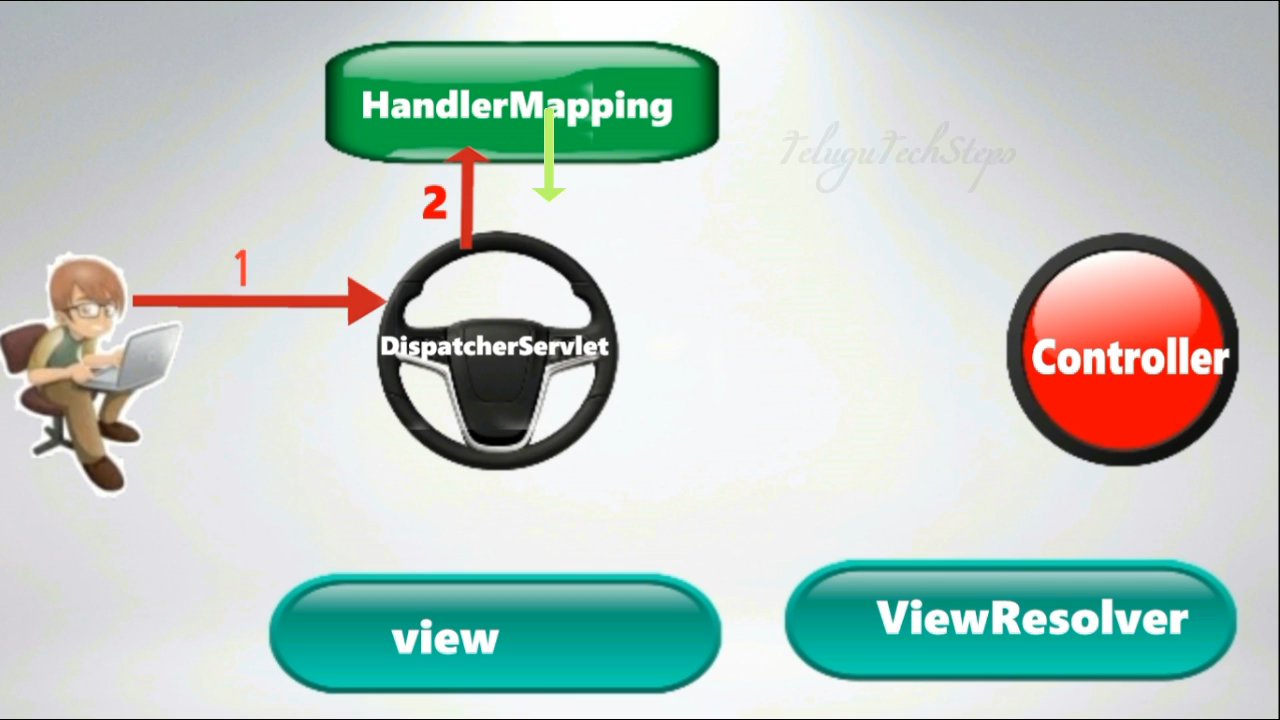 HandlerMapping
TeluguTechSteps
2
1
DispatcherServlet
Controller
view
ViewResolver